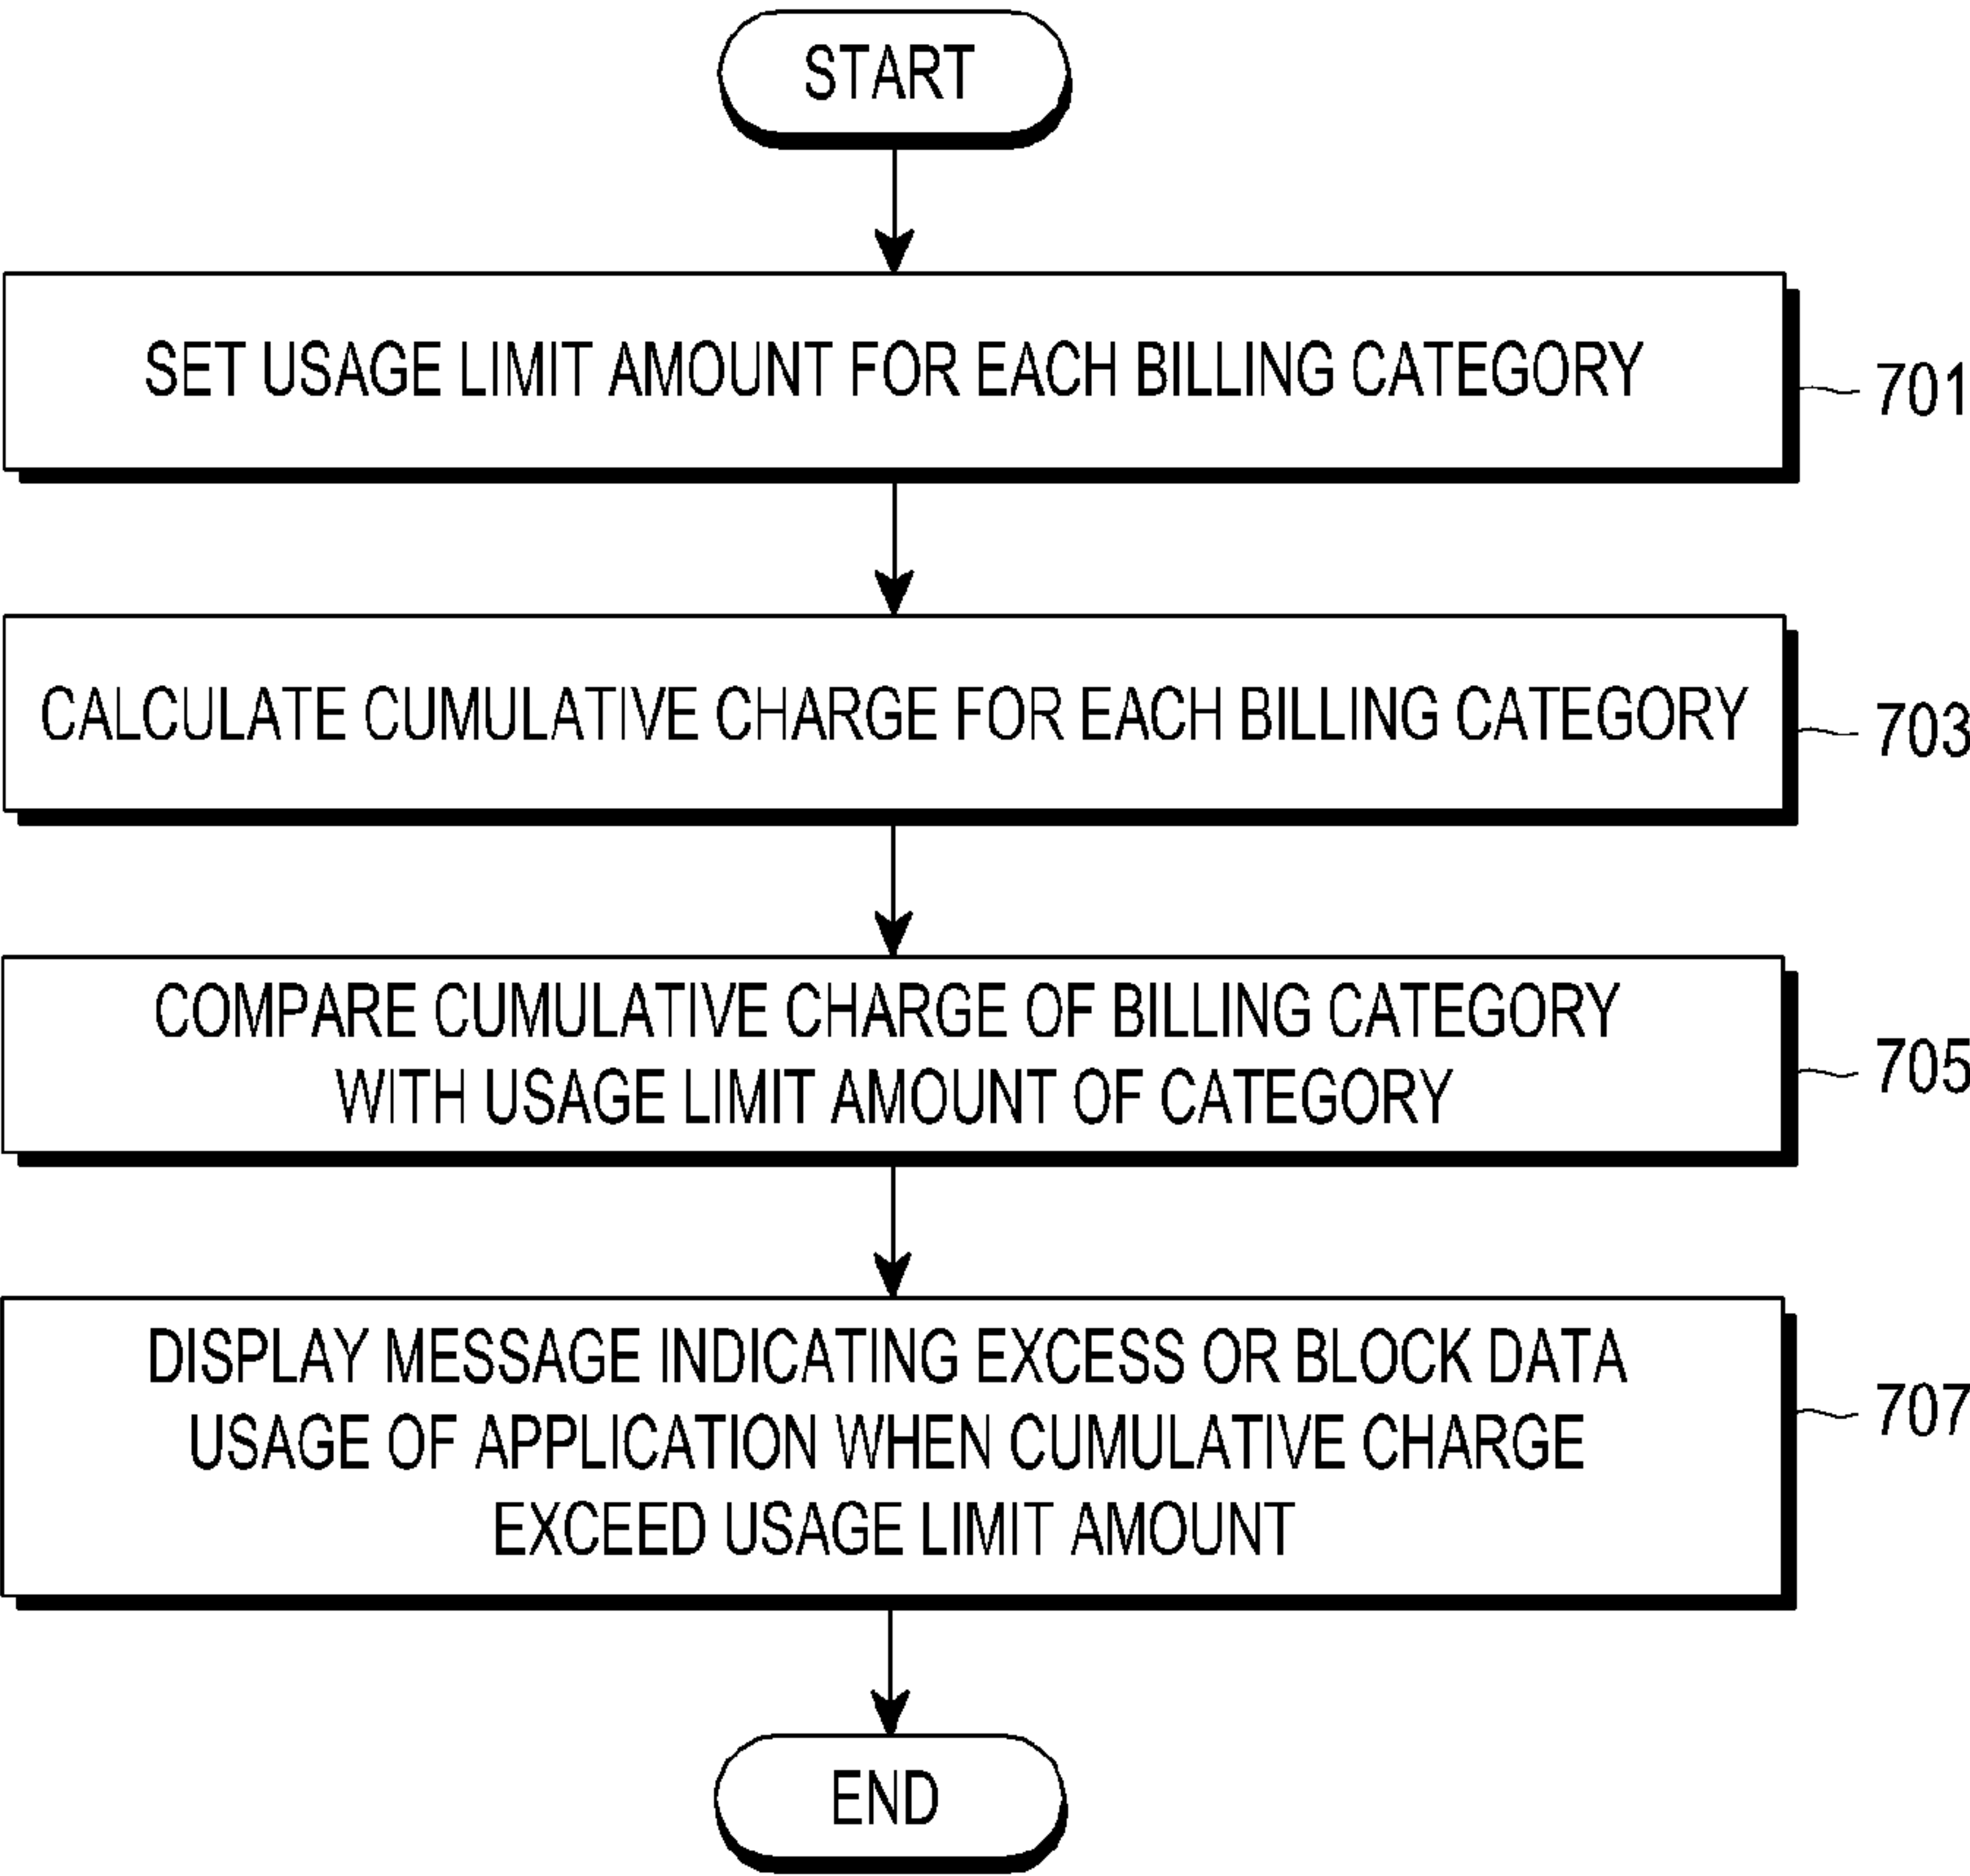 START
SET USAGE LIMIT AMOUNT FOR EACH BILLING CATEGORY
701
CALCULATE CUMULATIVE CHARGE FOR EACH BILLING CATEGORY
703
COMPARE CUMULATIVE CHARGE OF BILLING CATEGORY
WITH USAGE LIMIT AMOUNT OF CATEGORY
705
DISPLAY MESSAGE INDICATING EXCESS OR BLOCK DATA
USAGE OF APPLICATION WHEN CUMULATIVE CHARGE
EXCEED USAGE LIMIT AMOUNT
707
END